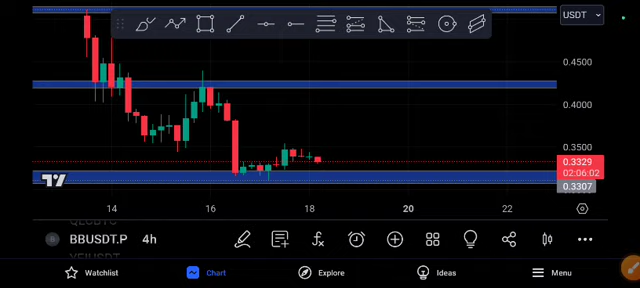 USDT
0.4500
0.4000
0.3500
0.3329
02:06:02
0.3307
14 16 18 20 22
BBUSDT.P 4h
Watchlist Chart Explore Ideas Menu